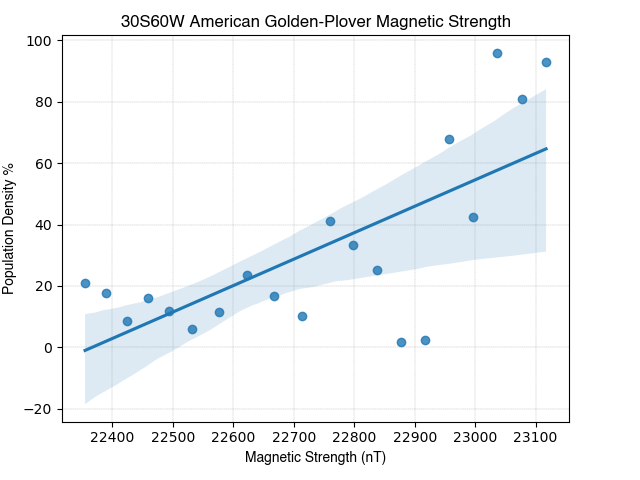 30S60W American Golden-Plover Magnetic Strength
100
80
60
40
20
0
−20
Population Density %
22400 22500 22600 22700 22800 22900 23000 23100
Magnetic Strength (nT)